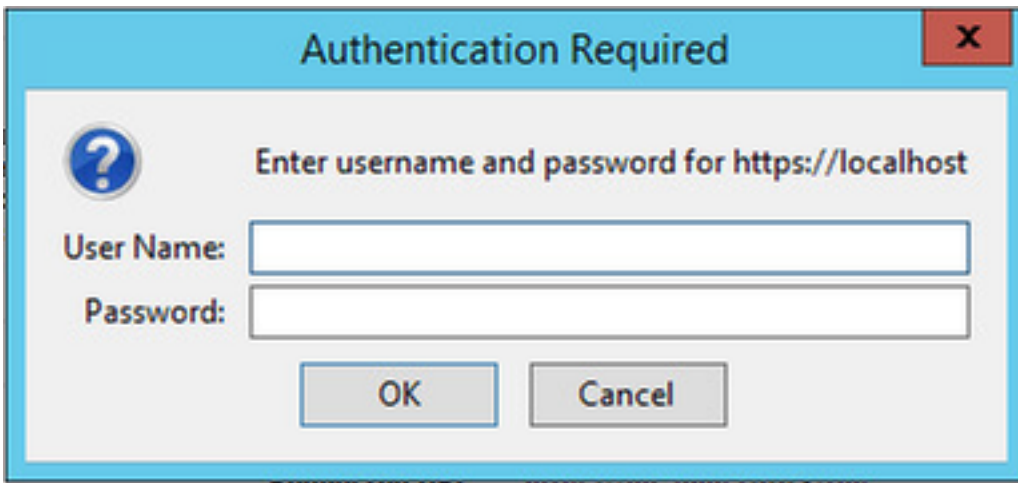 Authentication Required
x
Enter username and password for https://localhost
User Name:
Password:
OK
Cancel